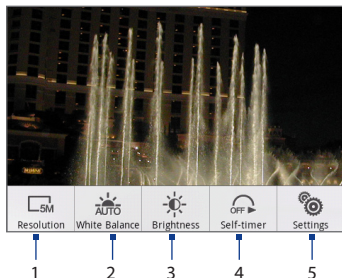 5M
AUTO
OFF
Resolution White Balance Brightness Self-timer Settings
1 2 3 4 5